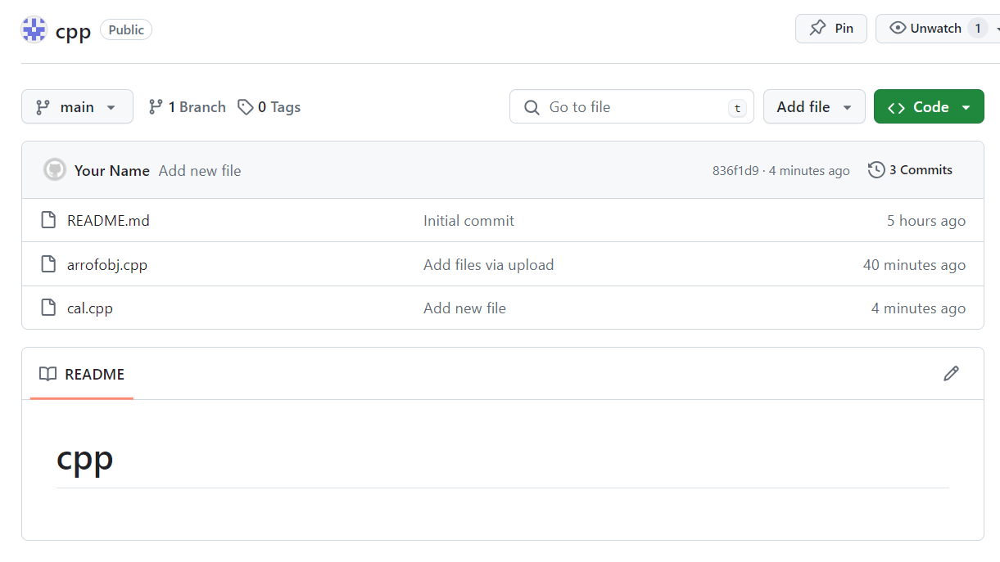 cpp Public Pin Unwatch 1
main 1 Branch 0 Tags Go to file t Add file Code
Your Name Add new file 836f1d9 · 4 minutes ago 3 Commits
README.md Initial commit 5 hours ago
arrofobj.cpp Add files via upload 40 minutes ago
cal.cpp Add new file 4 minutes ago
README
cpp